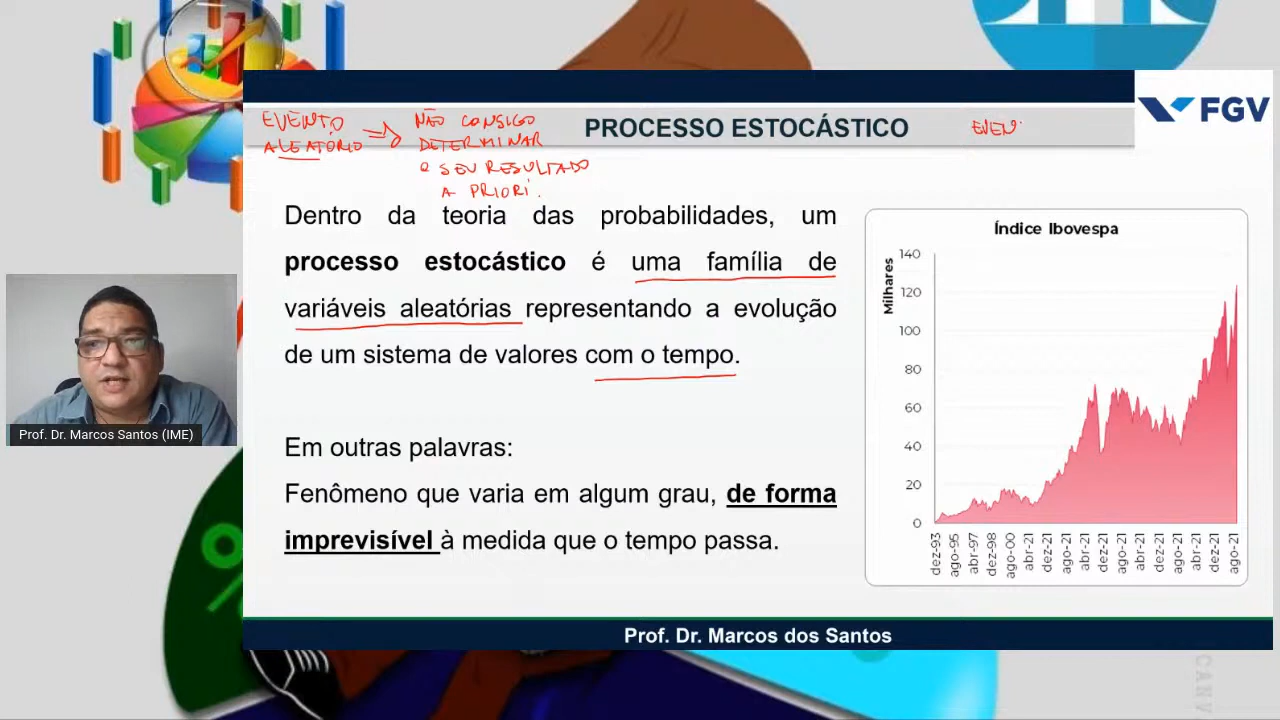 EVENTO
ALEATÓRIO
NÃO CONSIGO
DETERMINAR
O SEU RESULTADO
A PRIORI.
PROCESSO ESTOCÁSTICO
EVEN
FGV
Dentro da teoria das probabilidades, um
processo estocástico é uma família de
variáveis aleatórias representando a evolução
de um sistema de valores com o tempo.
Em outras palavras:
Fenômeno que varia em algum grau, de forma
imprevisível à medida que o tempo passa.
Índice Ibovespa
Milhares
140
120
100
80
60
40
20
0
dez-93
ago-95
abr-97
dez-98
ago-00
abr-21
dez-21
ago-21
abr-21
dez-21
ago-21
abr-21
dez-21
ago-21
abr-21
dez-21
ago-21
Prof. Dr. Marcos Santos (IME)
Prof. Dr. Marcos dos Santos
%
CANV